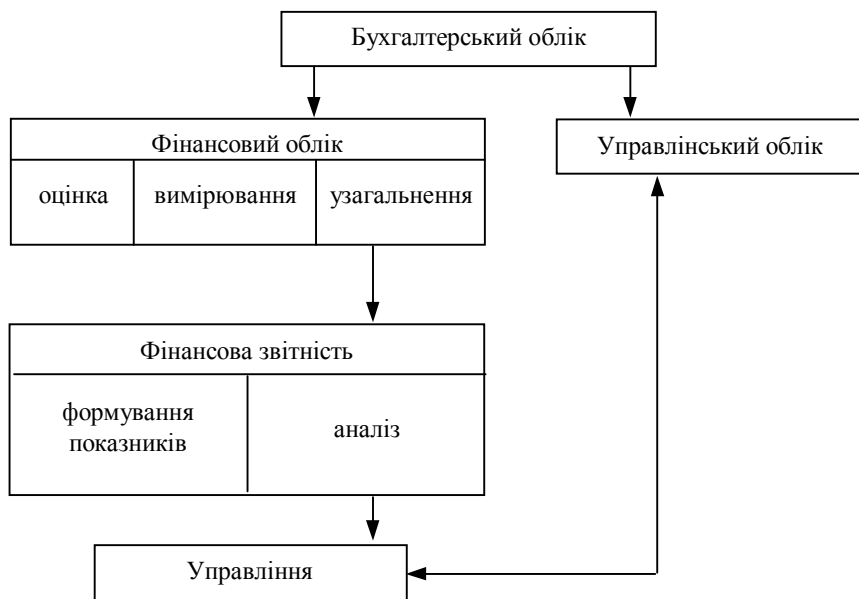 Бухгалтерський облік
Фінансовий облік
Управлінський облік
оцінка
вимірювання
узагальнення
Фінансова звітність
формування
показників
аналіз
Управління